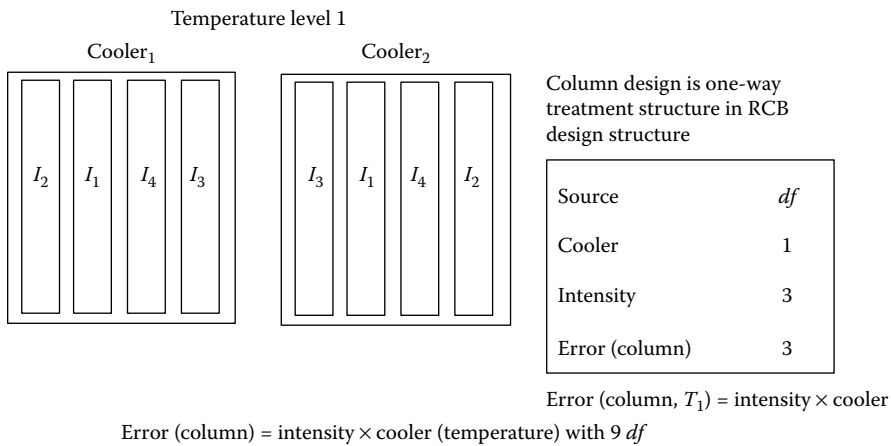 Temperature level 1
Cooler₁
Cooler₂
I₂ I₁ I₄ I₃
I₃ I₁ I₄ I₂
Column design is one-way
treatment structure in RCB
design structure
Source df
Cooler 1
Intensity 3
Error (column) 3
Error (column, T₁) = intensity × cooler
Error (column) = intensity × cooler (temperature) with 9 df